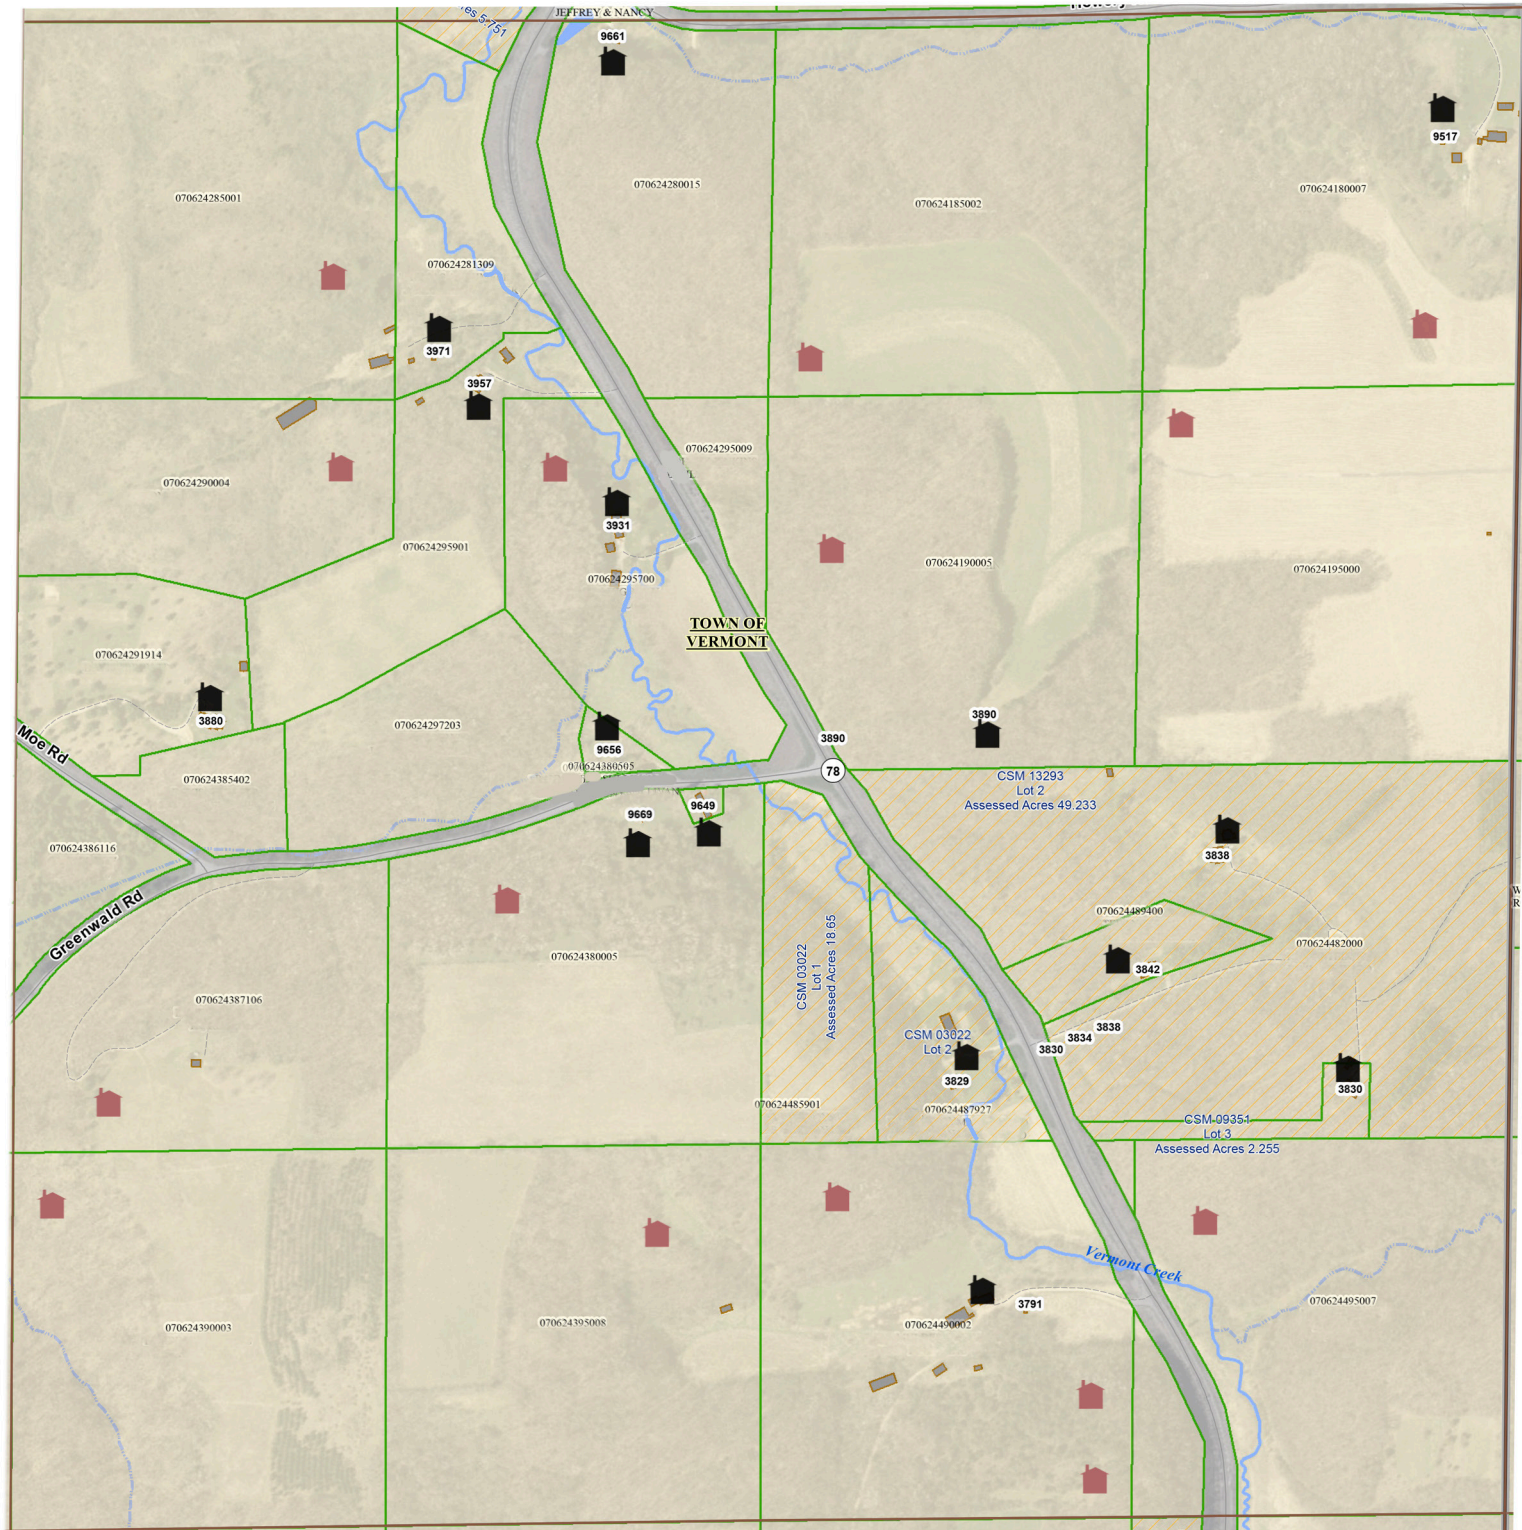 JEFFREY & NANCY
9661
9517
070624285001
070624280015
070624185002
070624180007
070624281309
3971
3957
070624295009
070624290004
3931
070624295901
070624295700
070624190005
070624195000
TOWN OF
VERMONT
070624291914
3880
070624297203
9656
3890
3890
Moe Rd
070624385402
070624380505
78
CSM 13293
Lot 2
Assessed Acres 49.233
9649
9669
3838
070624386116
Greenwald Rd
070624489400
070624482000
070624380005
3842
CSM 03022
Lot 1
Assessed Acres 18.65
070624387106
CSM 03022
Lot 2
3838
3834
3830
3829
3830
070624485901
070624487927
CSM 09351
Lot 3
Assessed Acres 2.255
Vermont Creek
3791
070624495007
070624390003
070624395008
070624490002